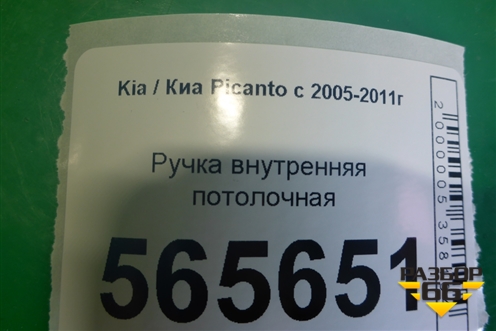 Kia / Киа Picanto с 2005-2011г
Ручка внутренняя
потолочная
565651
2000005358
РАЗБОР
66